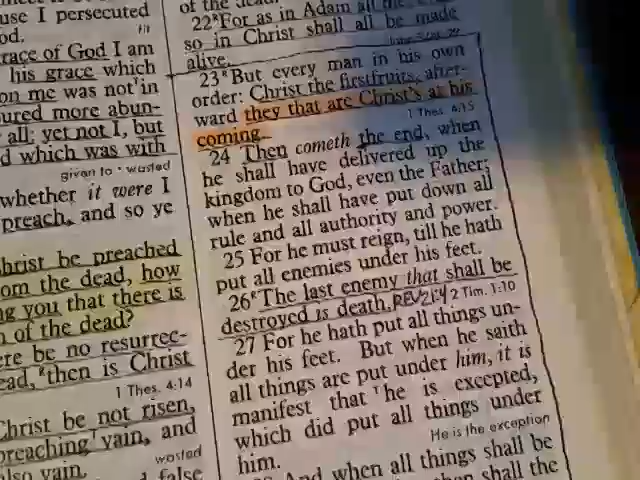 use I persecuted
od.
race of God I am
his grace which
on me was not in
ured more abun-
all: yet not I, but
d which was with
given to • wasted
whether it were I
preach, and so ye
hrist be preached
om the dead, how
ng you that there is
n of the dead?
ere be no resurrec-
ead, then is Christ
1 Thes. 4:14
Christ be not risen,
preaching vain, and
wasted
also vain.
false
22 For as in Adam all
so in Christ shall all be made
alive.
23 But every man in his own
order: Christ the firstfruits, after-
ward they that are Christ's at his
coming.
1 Thes. 4:15
24 Then cometh the end, when
he shall have delivered up the
kingdom to God, even the Father;
when he shall have put down all
rule and all authority and power.
25 For he must reign, till he hath
put all enemies under his feet.
26 The last enemy that shall be
destroyed is death. REV 21:4 2 Tim. 1:10
27 For he hath put all things un-
der his feet. But when he saith
all things are put under him, it is
manifest that he is excepted,
which did put all things under
He is the exception
him.
And when all things shall be
shall the